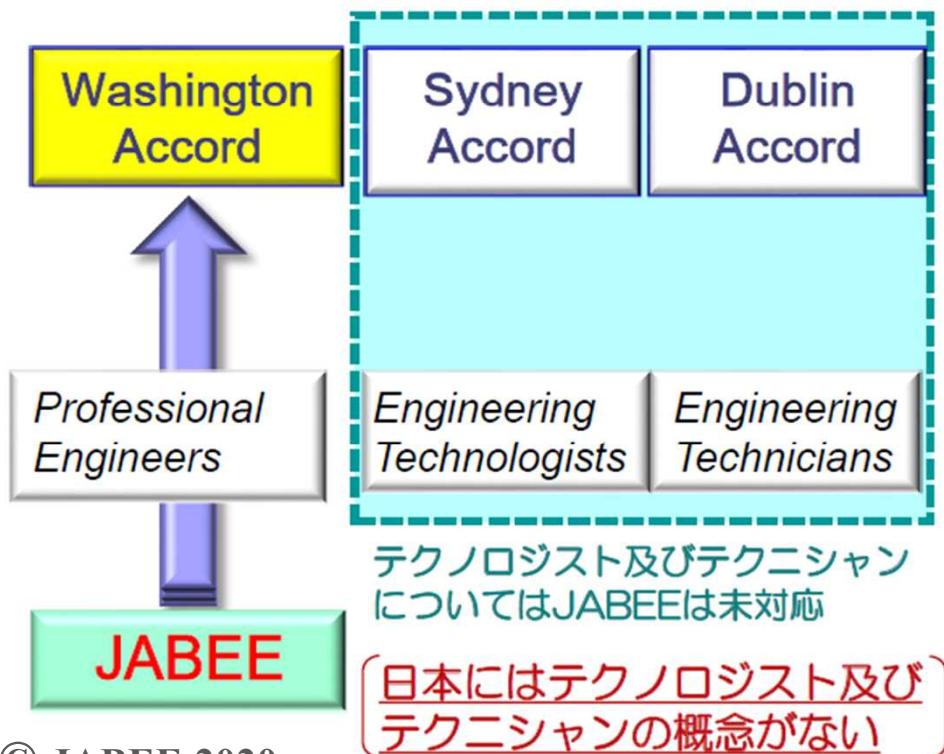 Washington
Accord
Sydney
Accord
Dublin
Accord
Professional
Engineers
Engineering
Technologists
Engineering
Technicians
テクノロジスト及びテクニシャン
についてはJABEEは未対応
JABEE
日本にはテクノロジスト及び
テクニシャンの概念がない
© JABEE 2020